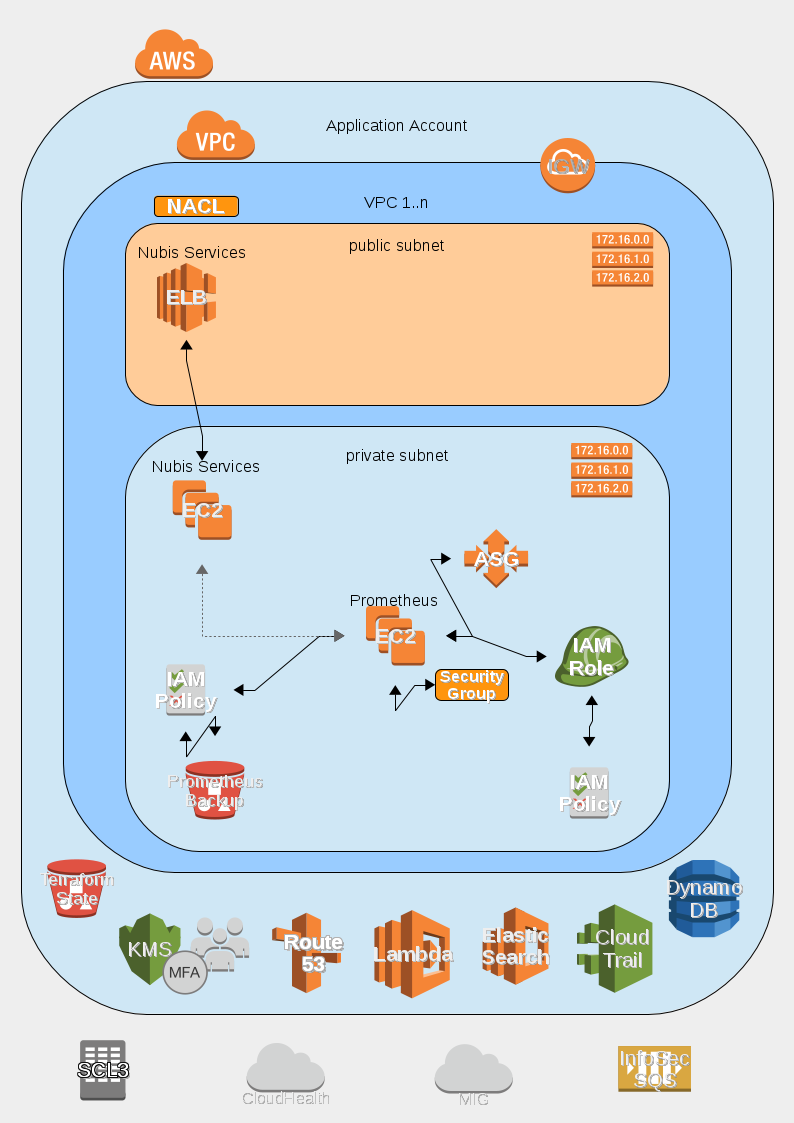 AWS
Application Account
VPC
IGW
NACL
VPC 1..n
public subnet
172.16.0.0
172.16.1.0
172.16.2.0
Nubis Services
ELB
private subnet
172.16.0.0
172.16.1.0
172.16.2.0
Nubis Services
EC2
ASG
Prometheus
EC2
IAM
Role
IAM
Policy
Security
Group
Prometheus
Backup
IAM
Policy
Terraform
State
Dynamo
DB
KMS
MFA
Route
53
Lambda
Elastic
Search
Cloud
Trail
SCL3
CloudHealth
MIG
InfoSec
SQS